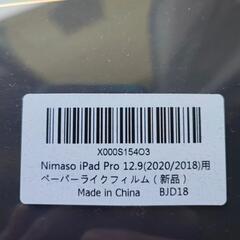 X000S154O3
Nimaso iPad Pro 12.9(2020/2018)用
ペーパーライクフィルム（新品）
Made in China BJD18